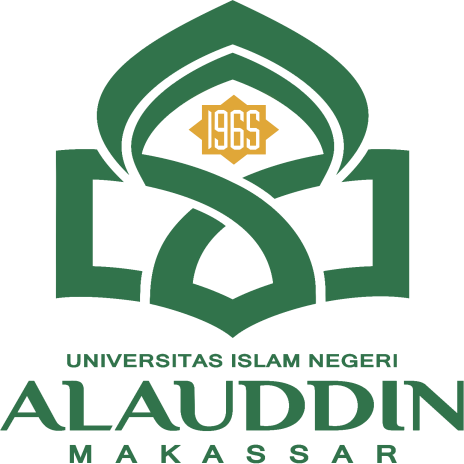 1965
UNIVERSITAS ISLAM NEGERI
ALAUDDIN
MAKASSAR